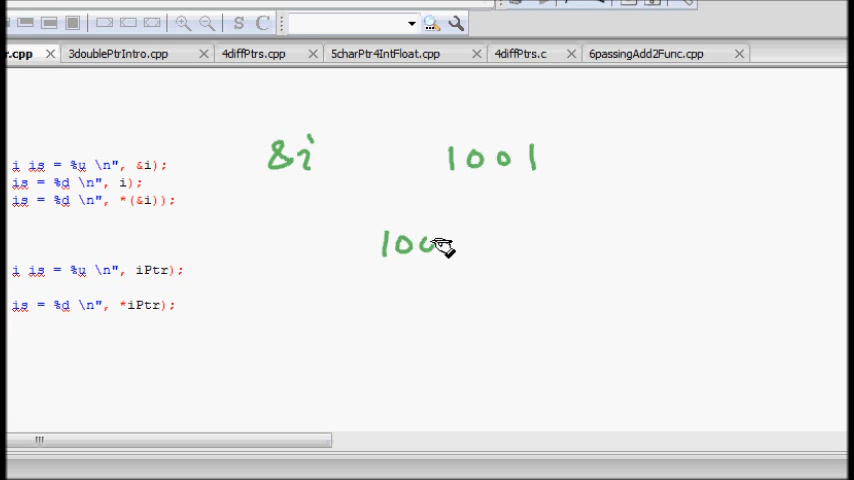 S C
r.cpp 3doublePtrIntro.cpp 4diffPtrs.cpp 5charPtr4IntFloat.cpp 4diffPtrs.c 6passingAdd2Func.cpp
&i 1001
i is = %u \n", &i);
is = %d \n", i);
is = %d \n", *(&i));
100
i is = %u \n", iPtr);
is = %d \n", *iPtr);